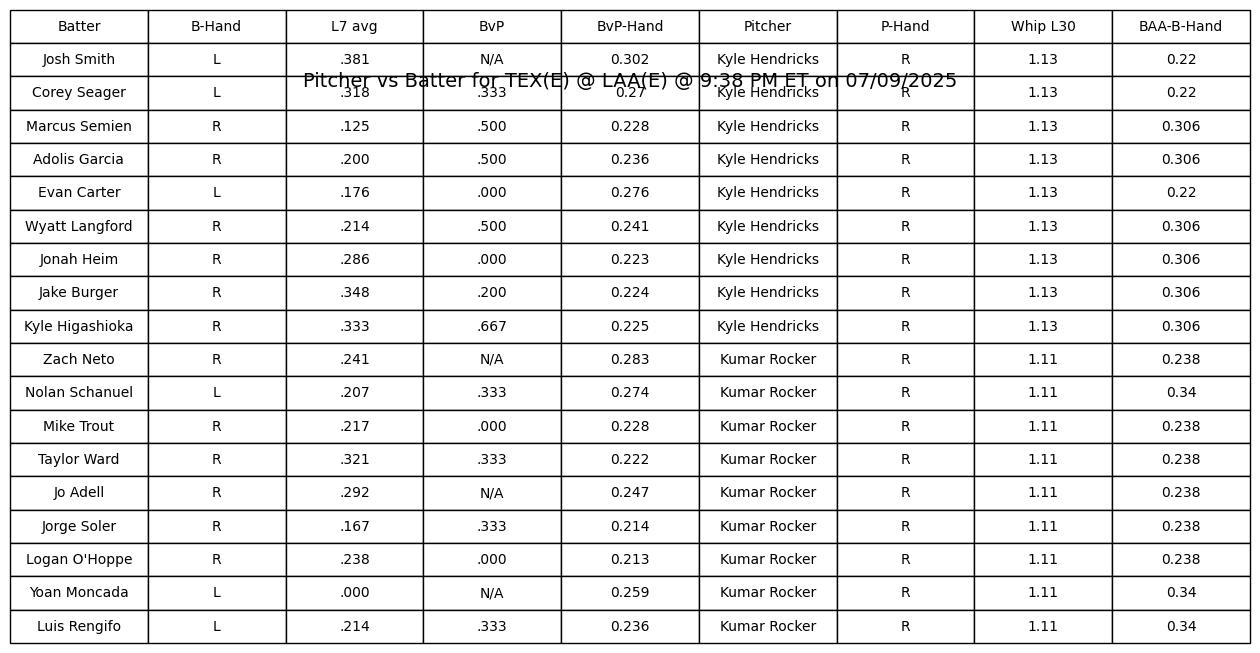 Batter B-Hand L7 avg BvP BvP-Hand Pitcher P-Hand Whip L30 BAA-B-Hand
Josh Smith L .381 N/A 0.302 Kyle Hendricks R 1.13 0.22
Pitcher vs Batter for TEX(E) @ LAA(E) @ 9:38 PM ET on 07/09/2025
Corey Seager L .318 .333 0.27 Kyle Hendricks R 1.13 0.22
Marcus Semien R .125 .500 0.228 Kyle Hendricks R 1.13 0.306
Adolis Garcia R .200 .500 0.236 Kyle Hendricks R 1.13 0.306
Evan Carter L .176 .000 0.276 Kyle Hendricks R 1.13 0.22
Wyatt Langford R .214 .500 0.241 Kyle Hendricks R 1.13 0.306
Jonah Heim R .286 .000 0.223 Kyle Hendricks R 1.13 0.306
Jake Burger R .348 .200 0.224 Kyle Hendricks R 1.13 0.306
Kyle Higashioka R .333 .667 0.225 Kyle Hendricks R 1.13 0.306
Zach Neto R .241 N/A 0.283 Kumar Rocker R 1.11 0.238
Nolan Schanuel L .207 .333 0.274 Kumar Rocker R 1.11 0.34
Mike Trout R .217 .000 0.228 Kumar Rocker R 1.11 0.238
Taylor Ward R .321 .333 0.222 Kumar Rocker R 1.11 0.238
Jo Adell R .292 N/A 0.247 Kumar Rocker R 1.11 0.238
Jorge Soler R .167 .333 0.214 Kumar Rocker R 1.11 0.238
Logan O'Hoppe R .238 .000 0.213 Kumar Rocker R 1.11 0.238
Yoan Moncada L .000 N/A 0.259 Kumar Rocker R 1.11 0.34
Luis Rengifo L .214 .333 0.236 Kumar Rocker R 1.11 0.34